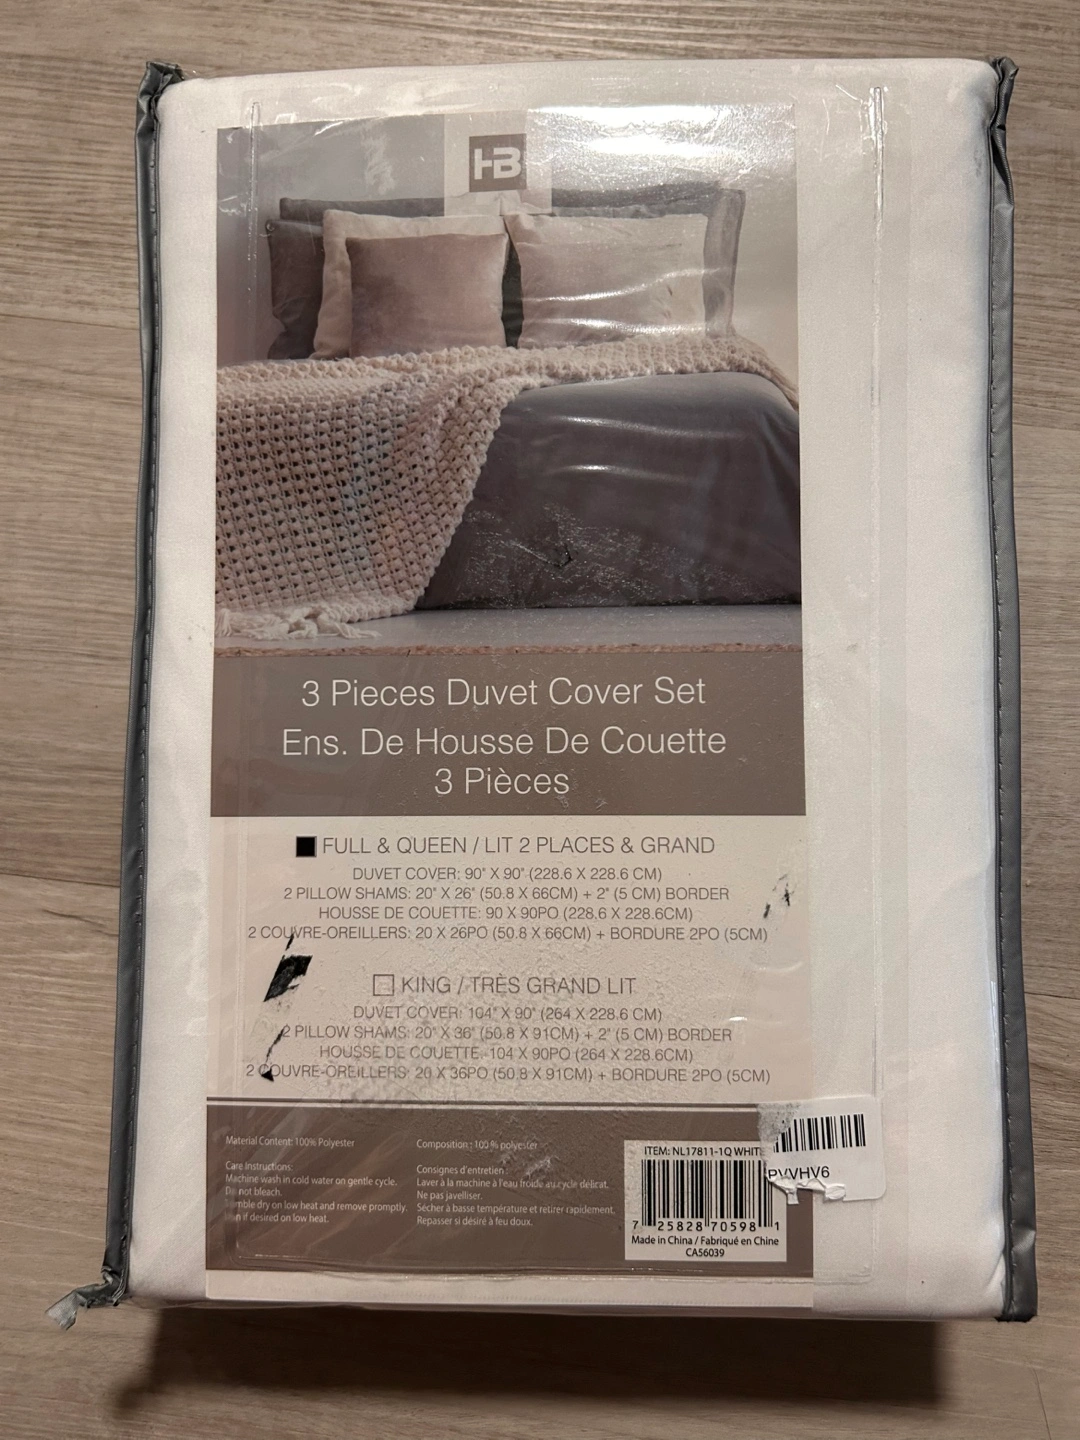 HB
3 Pieces Duvet Cover Set
Ens. De Housse De Couette
3 Pièces
FULL & QUEEN / LIT 2 PLACES & GRAND
DUVET COVER: 90" X 90" (228.6 X 228.6 CM)
2 PILLOW SHAMS: 20" X 26" (50.8 X 66CM) + 2" (5 CM) BORDER
HOUSSE DE COUETTE: 90 X 90PO (228.6 X 228.6CM)
2 COUVRE-OREILLERS: 20 X 26PO (50.8 X 66CM) + BORDURE 2PO (5CM)
KING / TRÈS GRAND LIT
DUVET COVER: 104" X 90" (264 X 228.6 CM)
2 PILLOW SHAMS: 20" X 36" (50.8 X 91CM) + 2" (5 CM) BORDER
HOUSSE DE COUETTE: 104 X 90PO (264 X 228.6CM)
2 COUVRE-OREILLERS: 20 X 36PO (50.8 X 91CM) + BORDURE 2PO (5CM)
Material Content: 100% Polyester
Care Instructions:
Machine wash in cold water on gentle cycle.
Do not bleach.
Tumble dry on low heat and remove promptly.
Iron if desired on low heat.
Composition : 100 % polyester
Consignes d'entretien :
Laver à la machine à l'eau froide au cycle délicat.
Ne pas javelliser.
Sécher à basse température et retirer rapidement.
Repasser si désiré à feu doux.
ITEM: NL17811-1Q WHITE
7 25828 70598 1
Made in China / Fabriqué en Chine
CA56039
PVVHV6